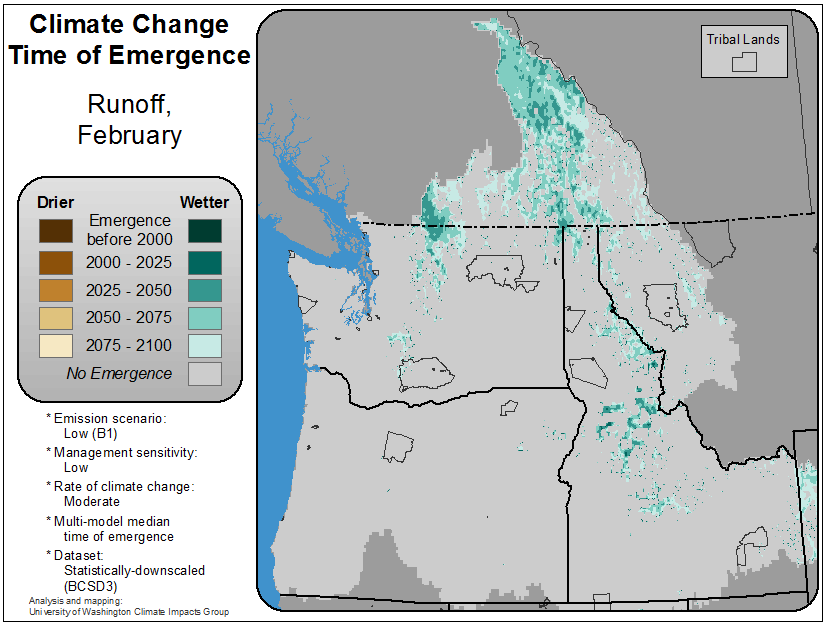 Climate Change
Time of Emergence
Runoff,
February
Drier
Wetter
Emergence
before 2000
2000 - 2025
2025 - 2050
2050 - 2075
2075 - 2100
No Emergence
* Emission scenario:
Low (B1)
* Management sensitivity:
Low
* Rate of climate change:
Moderate
* Multi-model median
time of emergence
* Dataset:
Statistically-downscaled
(BCSD3)
Analysis and mapping:
University of Washington Climate Impacts Group
Tribal Lands